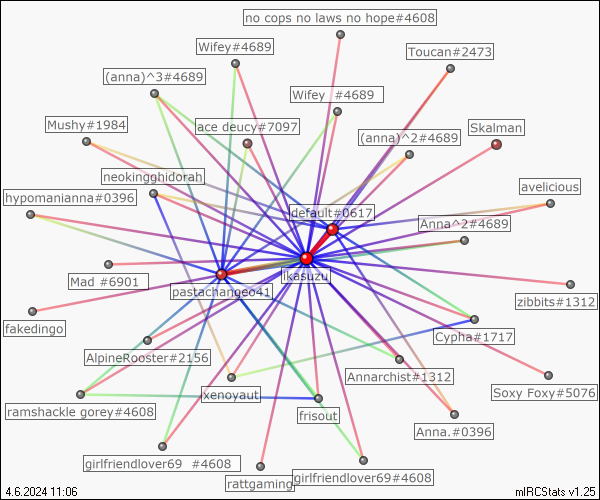 no cops no laws no hope#4608
Wifey#4689
Toucan#2473
(anna)^3#4689
Wifey  #4689
Mushy#1984
ace deucy#7097
(anna)^2#4689
Skalman
neokingghidorah
hypomanianna#0396
default#0617
avelicious
Anna^2#4689
ikasuzu
Mad #6901
pastachangeo41
zibbits#1312
fakedingo
Cypha#1717
AlpineRooster#2156
Annarchist#1312
Soxy Foxy#5076
xenoyaut
ramshackle gorey#4608
frisout
Anna.#0396
girlfriendlover69  #4608
rattgaming
girlfriendlover69#4608
4.6.2024 11:06
mIRCStats v1.25